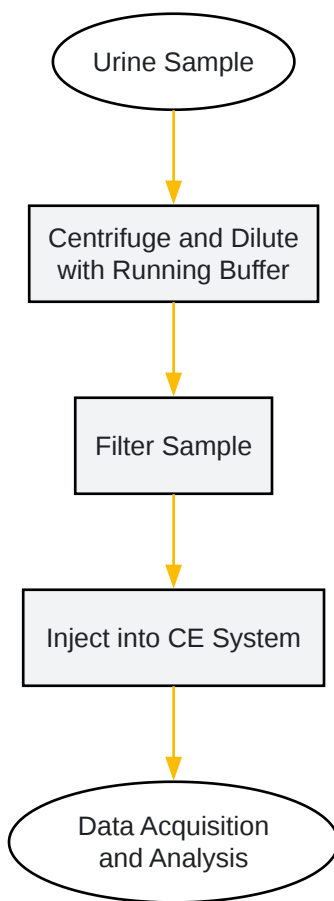 Urine Sample
Centrifuge and Dilute
with Running Buffer
Filter Sample
Inject into CE System
Data Acquisition
and Analysis